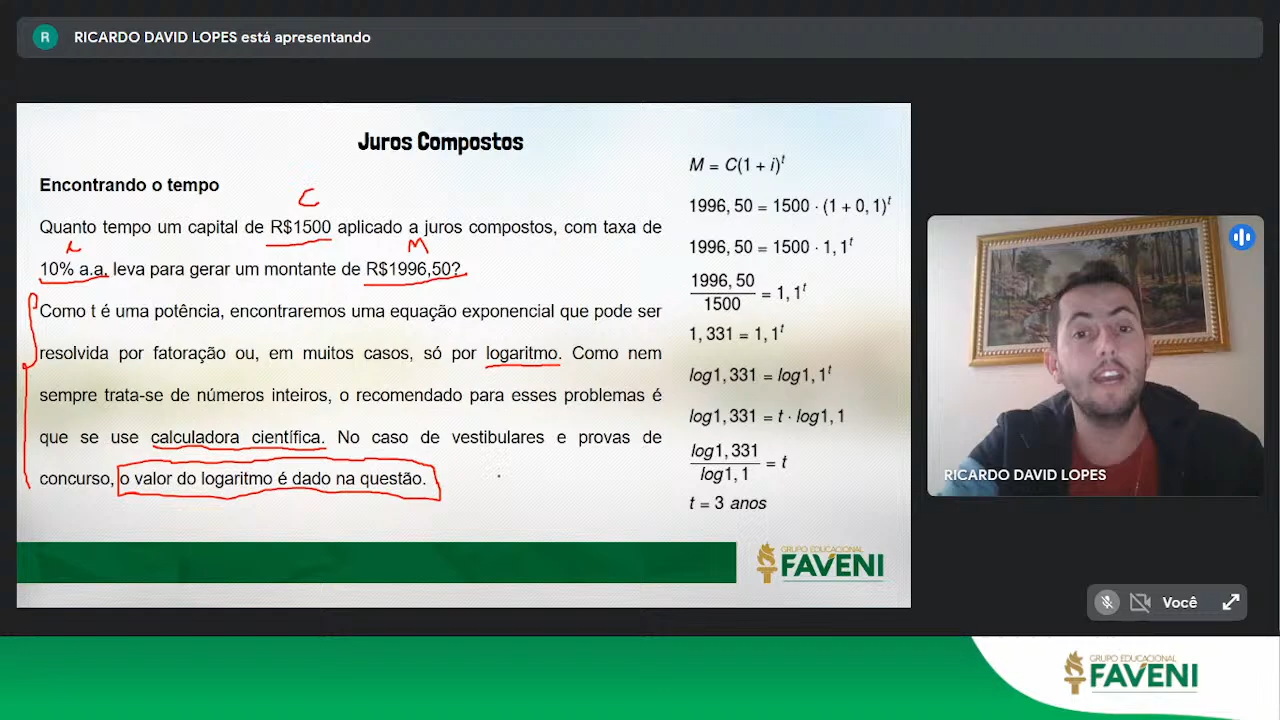 R RICARDO DAVID LOPES está apresentando
Juros Compostos
Encontrando o tempo
C
Quanto tempo um capital de R$1500 aplicado a juros compostos, com taxa de
i M
10% a.a, leva para gerar um montante de R$1996,50?
Como t é uma potência, encontraremos uma equação exponencial que pode ser
resolvida por fatoração ou, em muitos casos, só por logaritmo. Como nem
sempre trata-se de números inteiros, o recomendado para esses problemas é
que se use calculadora científica. No caso de vestibulares e provas de
concurso, o valor do logaritmo é dado na questão.
M = C(1 + i)^t
1996, 50 = 1500 · (1 + 0, 1)^t
1996, 50 = 1500 · 1, 1^t
1996, 50
1500 = 1, 1^t
1, 331 = 1, 1^t
log1, 331 = log1, 1^t
log1, 331 = t · log1, 1
log1, 331
log1, 1 = t
t = 3 anos
GRUPO EDUCACIONAL
FAVENI
RICARDO DAVID LOPES
Você
GRUPO EDUCACIONAL
FAVENI